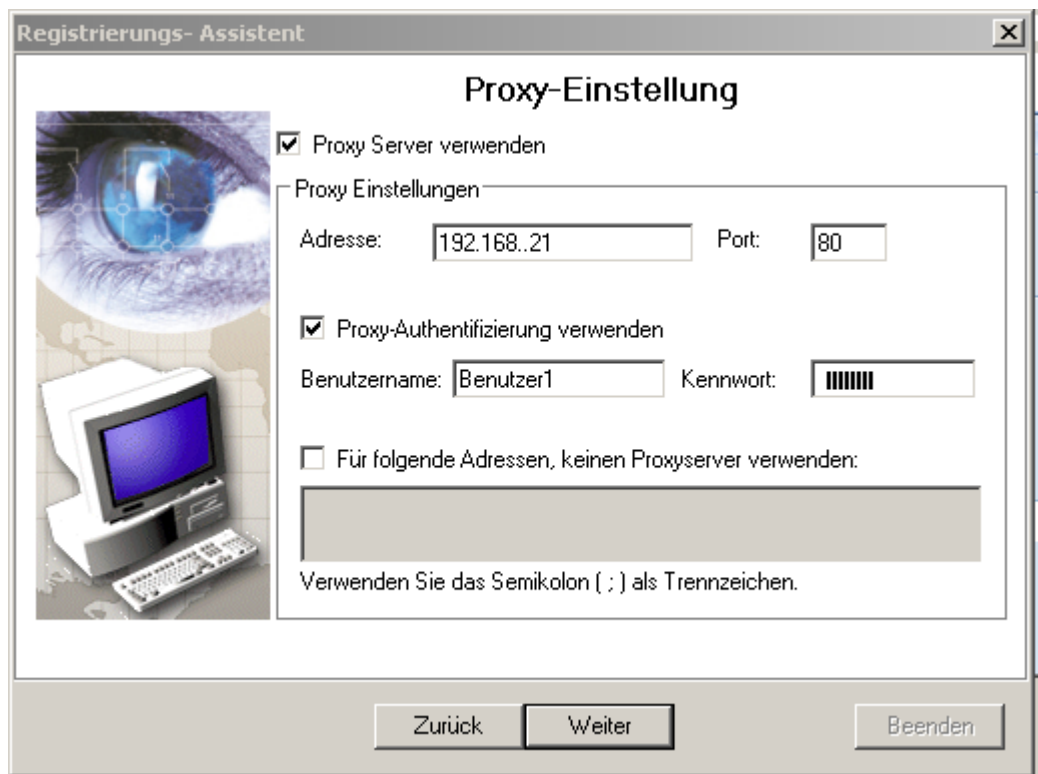 Registrierungs- Assistent
Proxy-Einstellung
Proxy Server verwenden
Proxy Einstellungen
Adresse: 192.168..21 Port: 80
Proxy-Authentifizierung verwenden
Benutzername: Benutzer1 Kennwort:
Für folgende Adressen, keinen Proxyserver verwenden:
Verwenden Sie das Semikolon ( ; ) als Trennzeichen.
Zurück Weiter Beenden